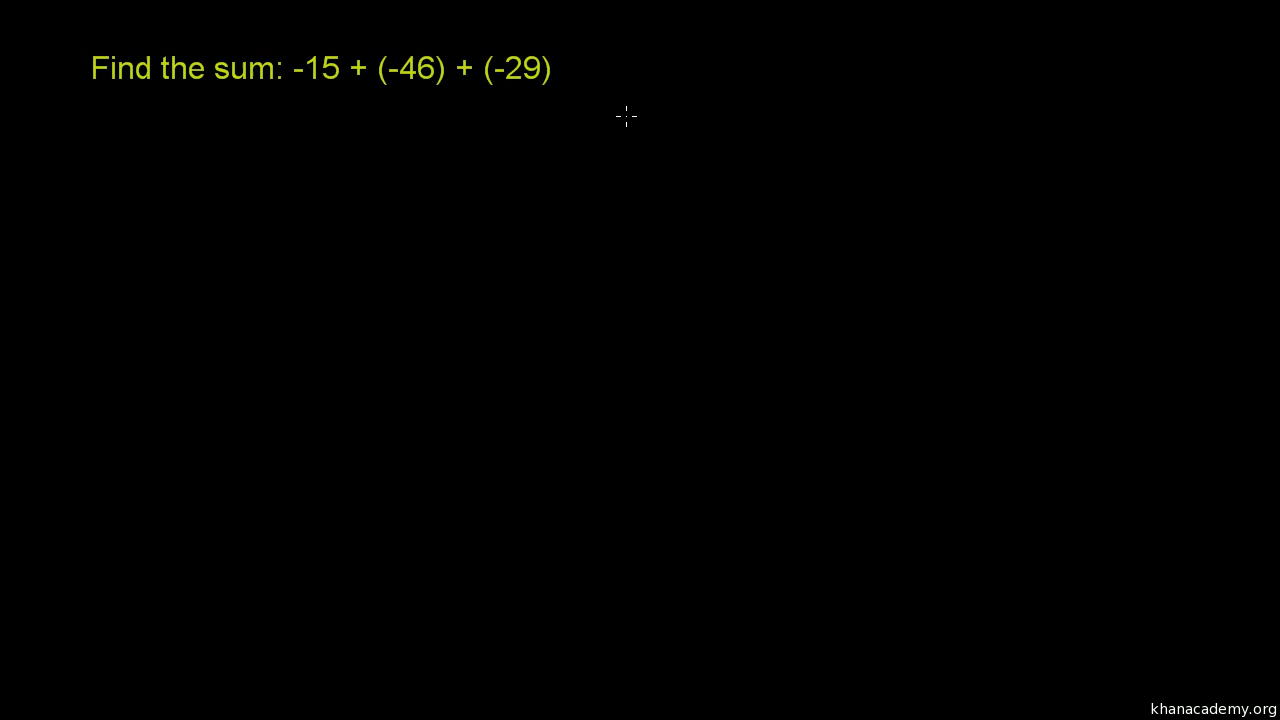 Find the sum: -15 + (-46) + (-29)
khanacademy.org